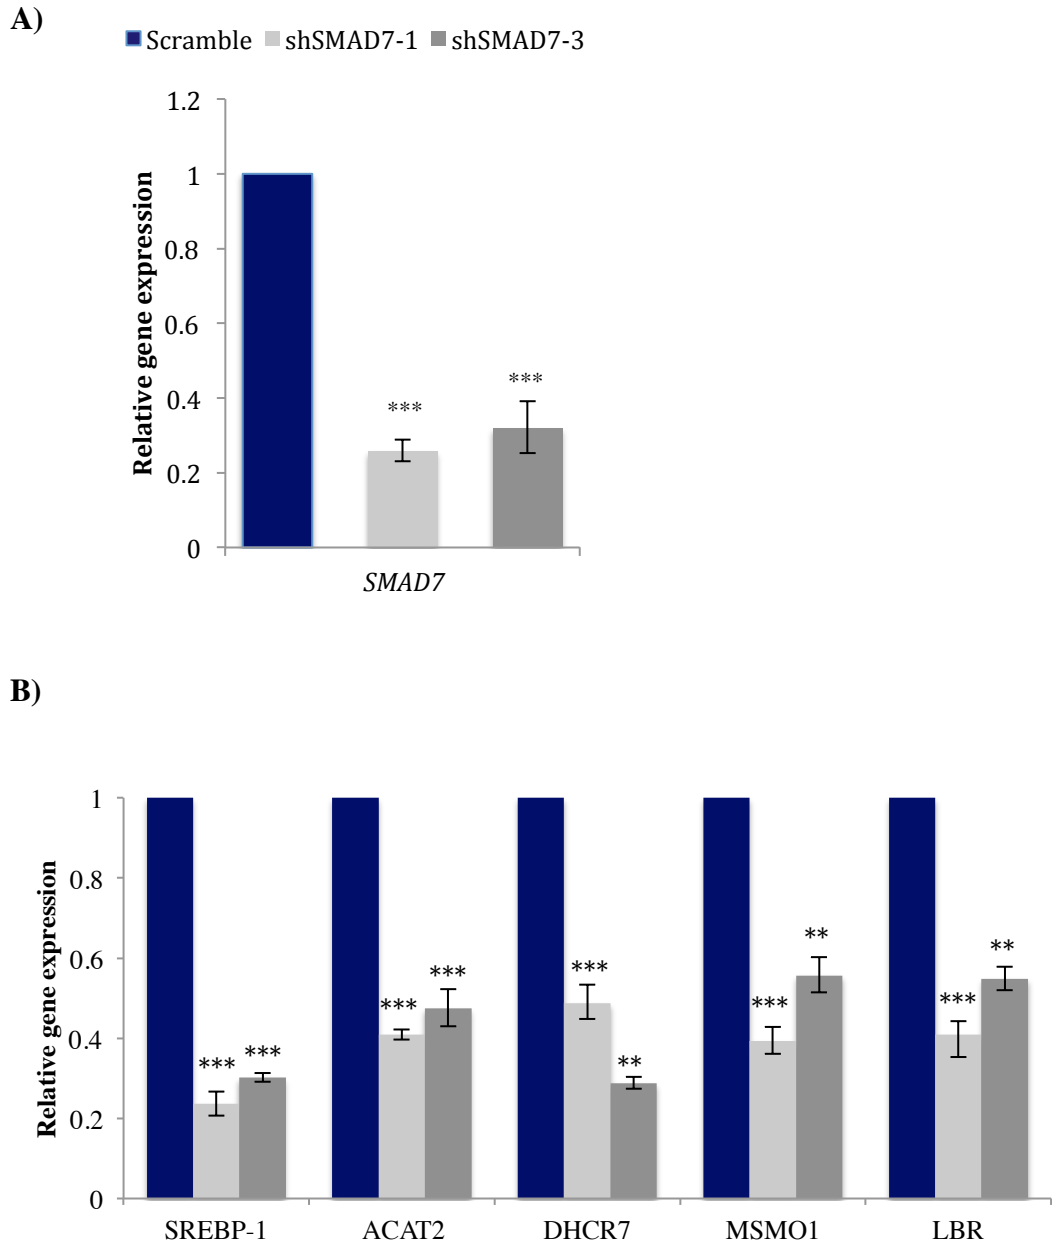 A)
Scramble shSMAD7-1 shSMAD7-3
1.2
1
0.8
0.6
0.4
0.2
0
Relative gene expression
***
***
SMAD7
B)
1
0.8
0.6
0.4
0.2
0
Relative gene expression
*** *** *** *** *** ** *** ** *** **
SREBP-1 ACAT2 DHCR7 MSMO1 LBR